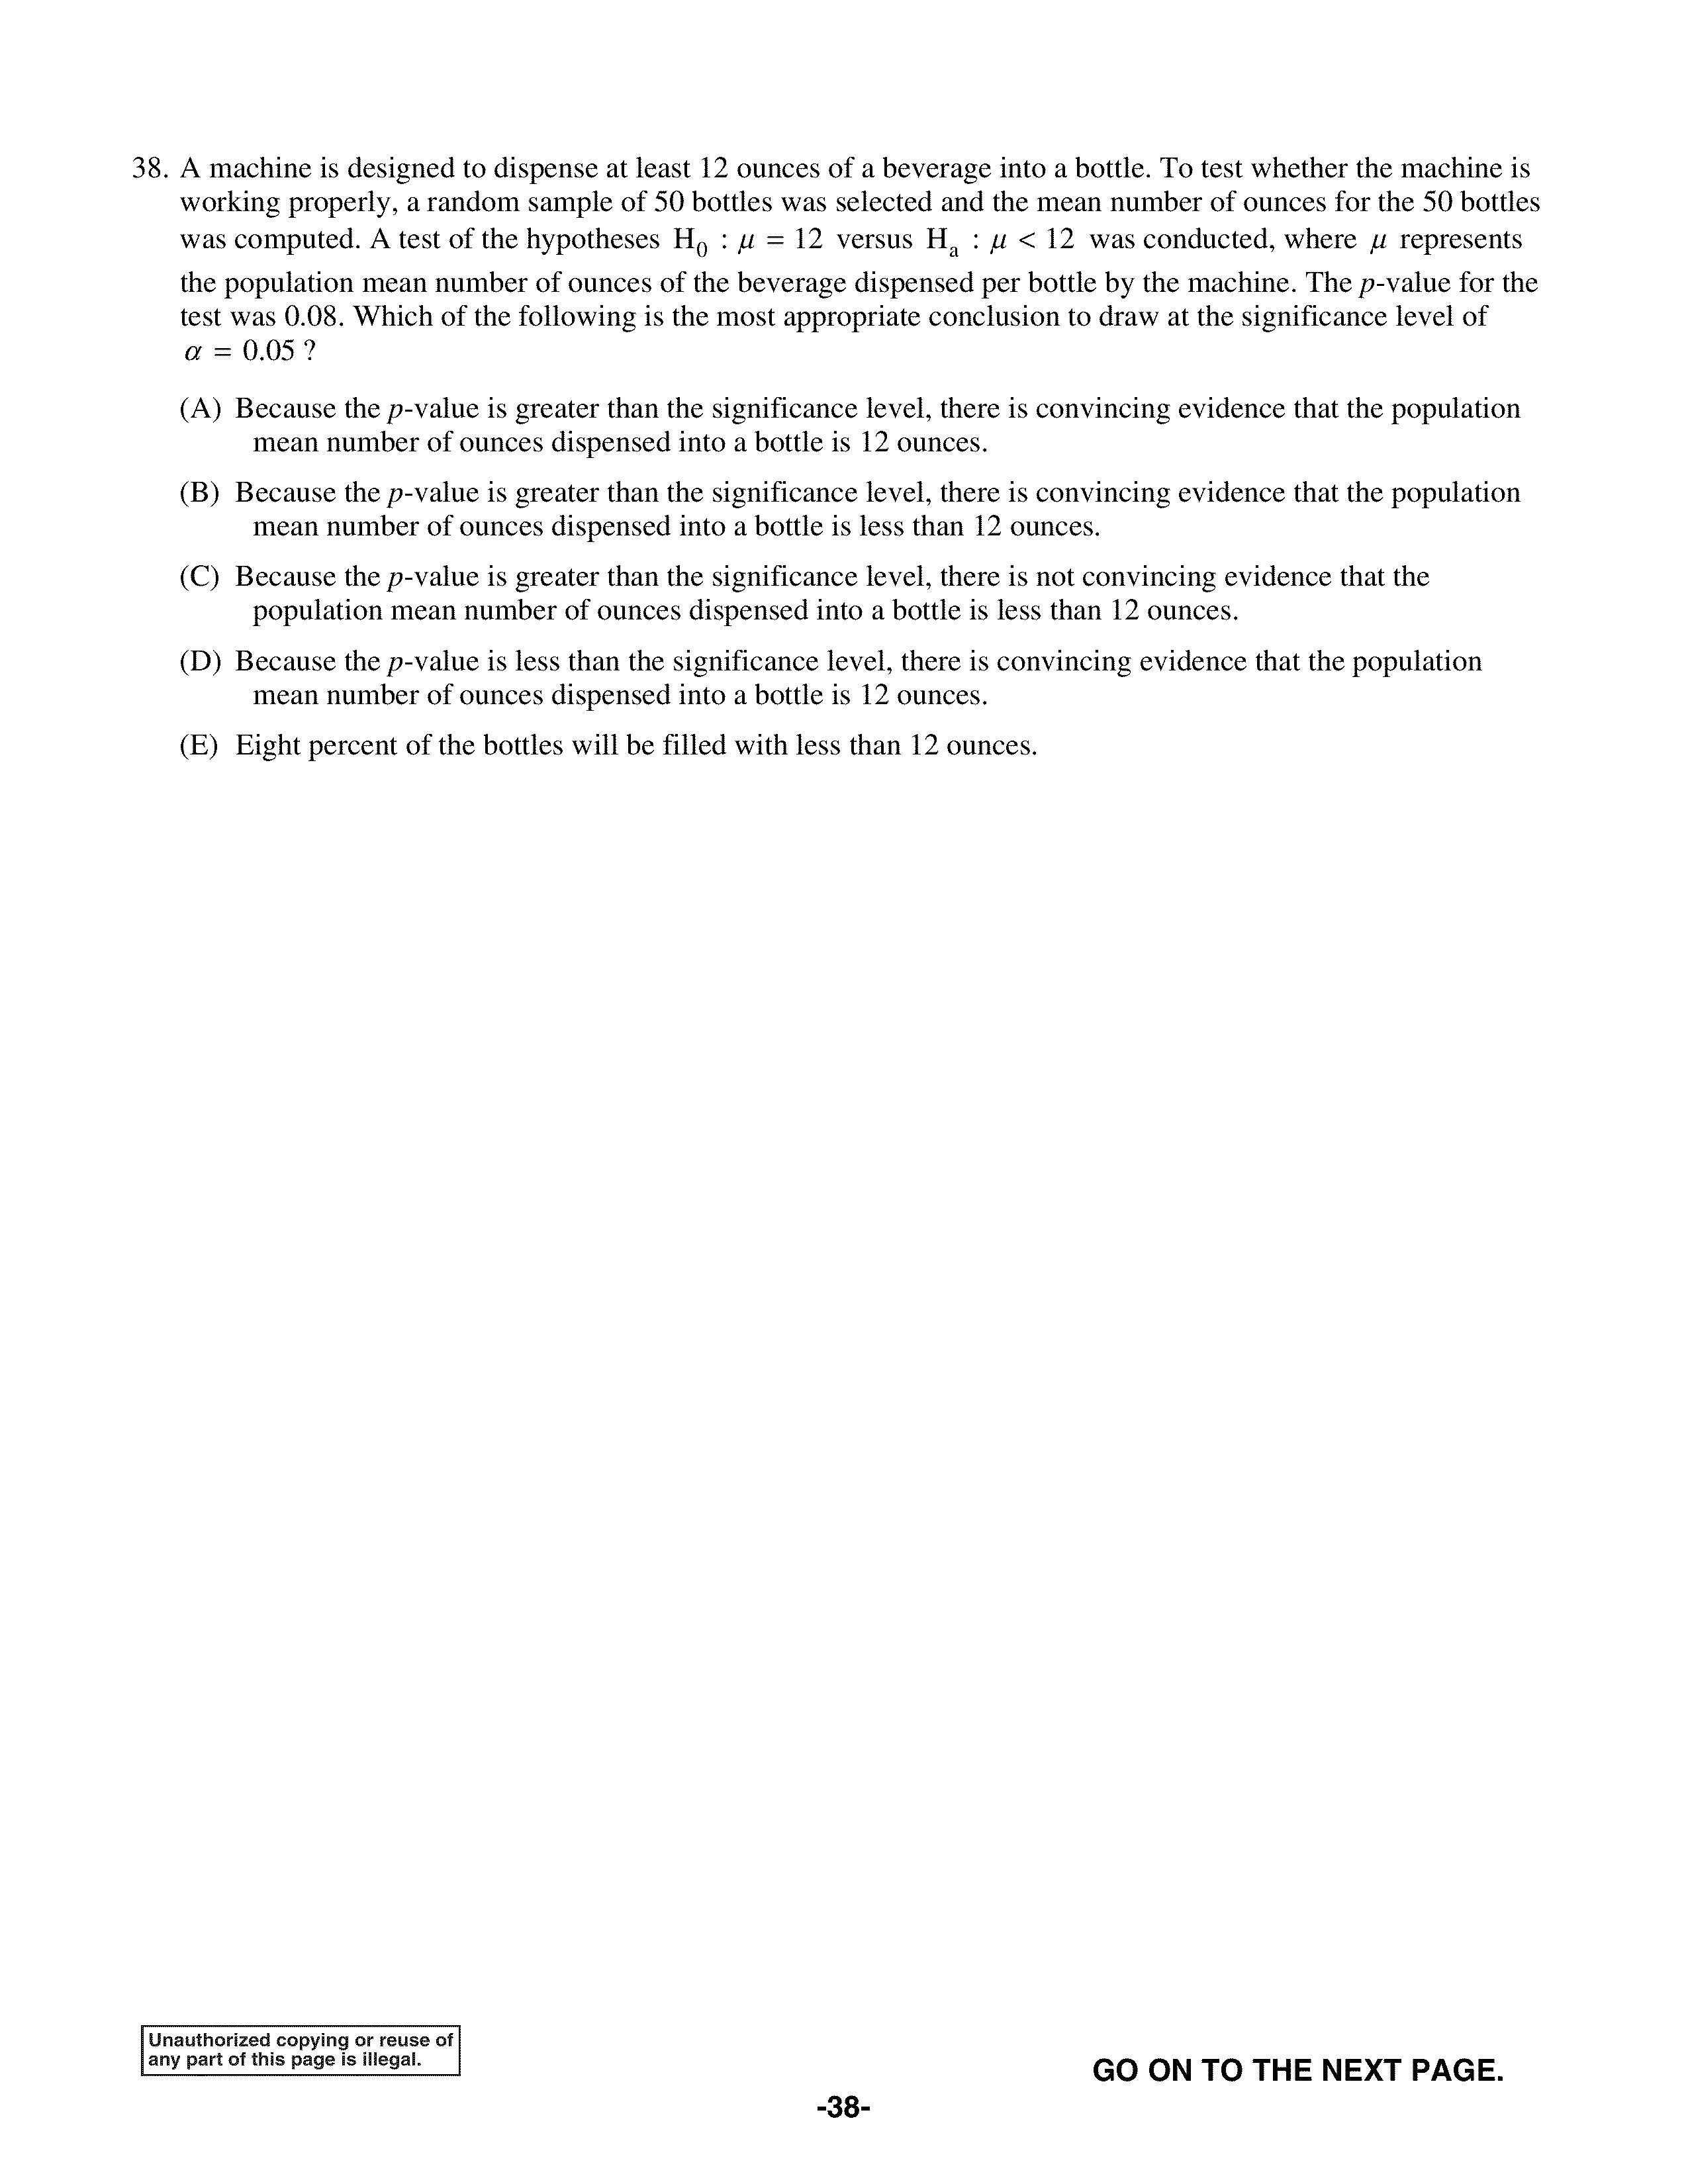 38. A machine is designed to dispense at least 12 ounces of a beverage into a bottle. To test whether the machine is
working properly, a random sample of 50 bottles was selected and the mean number of ounces for the 50 bottles
was computed. A test of the hypotheses H₀ : μ = 12 versus Hₐ : μ < 12 was conducted, where μ represents
the population mean number of ounces of the beverage dispensed per bottle by the machine. The p-value for the
test was 0.08. Which of the following is the most appropriate conclusion to draw at the significance level of
α = 0.05 ?
(A) Because the p-value is greater than the significance level, there is convincing evidence that the population
mean number of ounces dispensed into a bottle is 12 ounces.
(B) Because the p-value is greater than the significance level, there is convincing evidence that the population
mean number of ounces dispensed into a bottle is less than 12 ounces.
(C) Because the p-value is greater than the significance level, there is not convincing evidence that the
population mean number of ounces dispensed into a bottle is less than 12 ounces.
(D) Because the p-value is less than the significance level, there is convincing evidence that the population
mean number of ounces dispensed into a bottle is 12 ounces.
(E) Eight percent of the bottles will be filled with less than 12 ounces.
Unauthorized copying or reuse of
any part of this page is illegal.
GO ON TO THE NEXT PAGE.
-38-